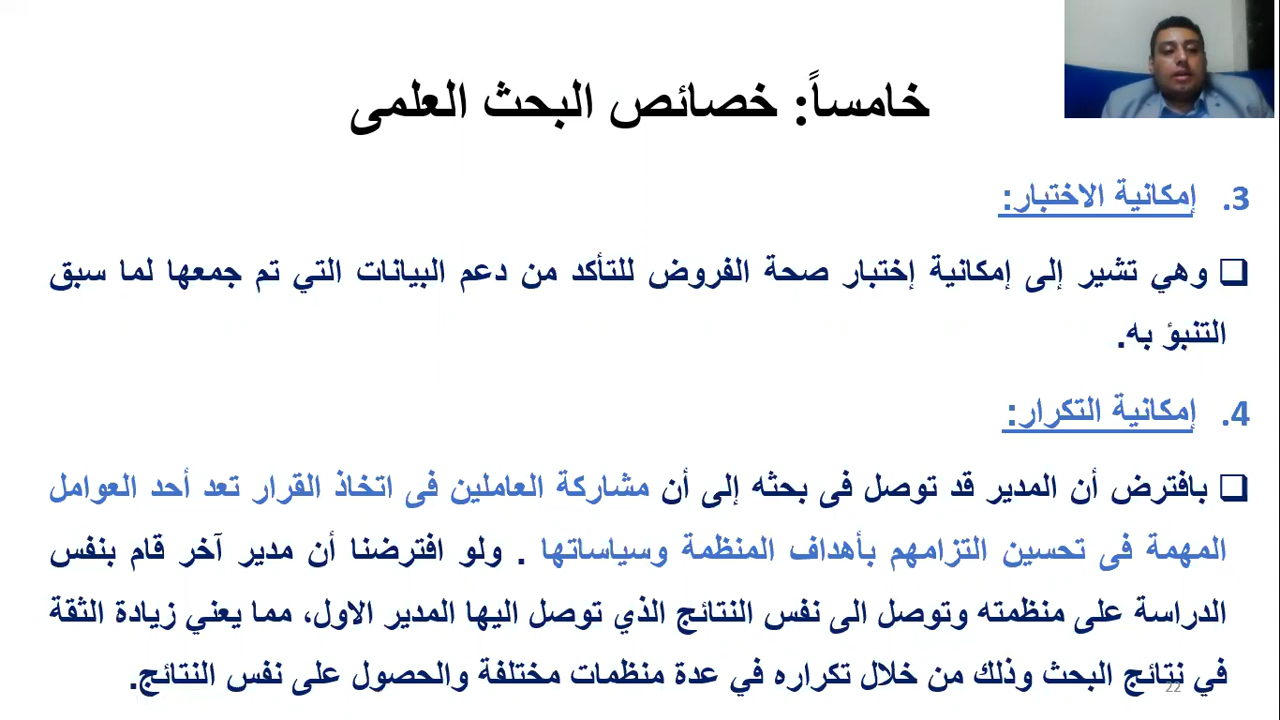 خامساً: خصائص البحث العلمى
3. إمكانية الاختبار:
❑ وهي تشير إلى إمكانية إختبار صحة الفروض للتأكد من دعم البيانات التي تم جمعها لما سبق
التنبؤ به.
4. إمكانية التكرار:
❑ بافترض أن المدير قد توصل فى بحثه إلى أن مشاركة العاملين فى اتخاذ القرار تعد أحد العوامل
المهمة فى تحسين التزامهم بأهداف المنظمة وسياساتها . ولو افترضنا أن مدير آخر قام بنفس
الدراسة على منظمته وتوصل الى نفس النتائج الذي توصل اليها المدير الاول، مما يعني زيادة الثقة
في نتائج البحث وذلك من خلال تكراره في عدة منظمات مختلفة والحصول على نفس النتائج.
22